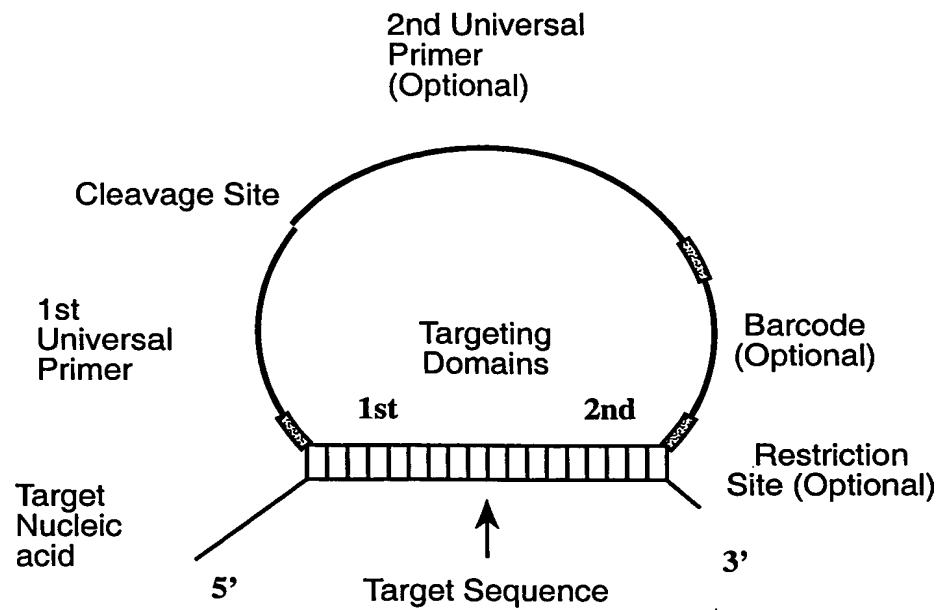 2nd Universal
Primer
(Optional)
Cleavage Site
1st
Universal
Primer
Targeting
Domains
Barcode
(Optional)
1st
2nd
Restriction
Site (Optional)
Target
Nucleic
acid
5’
3’
Target Sequence